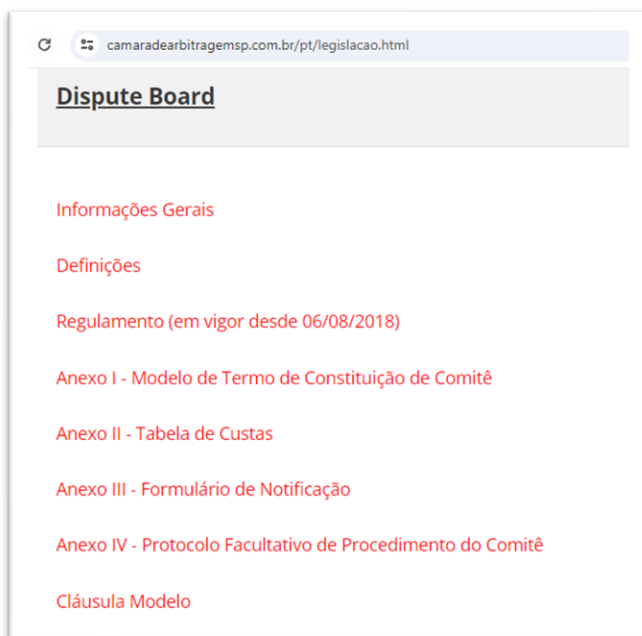 camaradearbitragemsp.com.br/pt/legislacao.html
Dispute Board
Informações Gerais
Definições
Regulamento (em vigor desde 06/08/2018)
Anexo I - Modelo de Termo de Constituição de Comitê
Anexo II - Tabela de Custas
Anexo III - Formulário de Notificação
Anexo IV - Protocolo Facultativo de Procedimento do Comitê
Cláusula Modelo